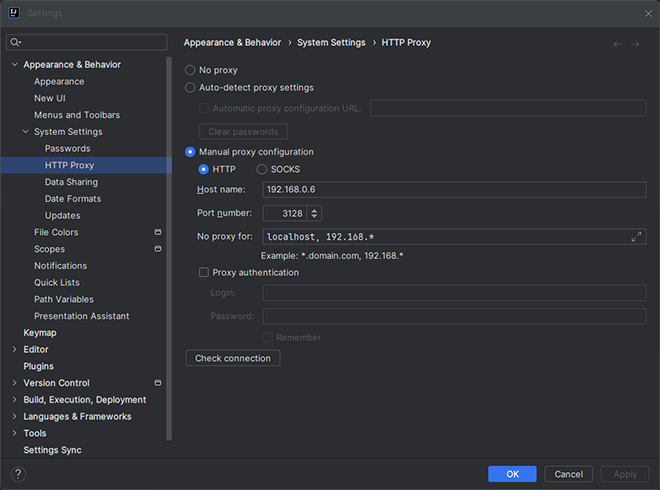 Settings
Appearance & Behavior › System Settings › HTTP Proxy
Appearance & Behavior
Appearance
New UI
Menus and Toolbars
System Settings
Passwords
HTTP Proxy
Data Sharing
Date Formats
Updates
File Colors
Scopes
Notifications
Quick Lists
Path Variables
Presentation Assistant
Keymap
Editor
Plugins
Version Control
Build, Execution, Deployment
Languages & Frameworks
Tools
Settings Sync
No proxy
Auto-detect proxy settings
Automatic proxy configuration URL:
Clear passwords
Manual proxy configuration
HTTP SOCKS
Host name: 192.168.0.6
Port number: 3128
No proxy for: localhost, 192.168.*
Example: *.domain.com, 192.168.*
Proxy authentication
Login:
Password:
Remember
Check connection
? OK Cancel Apply